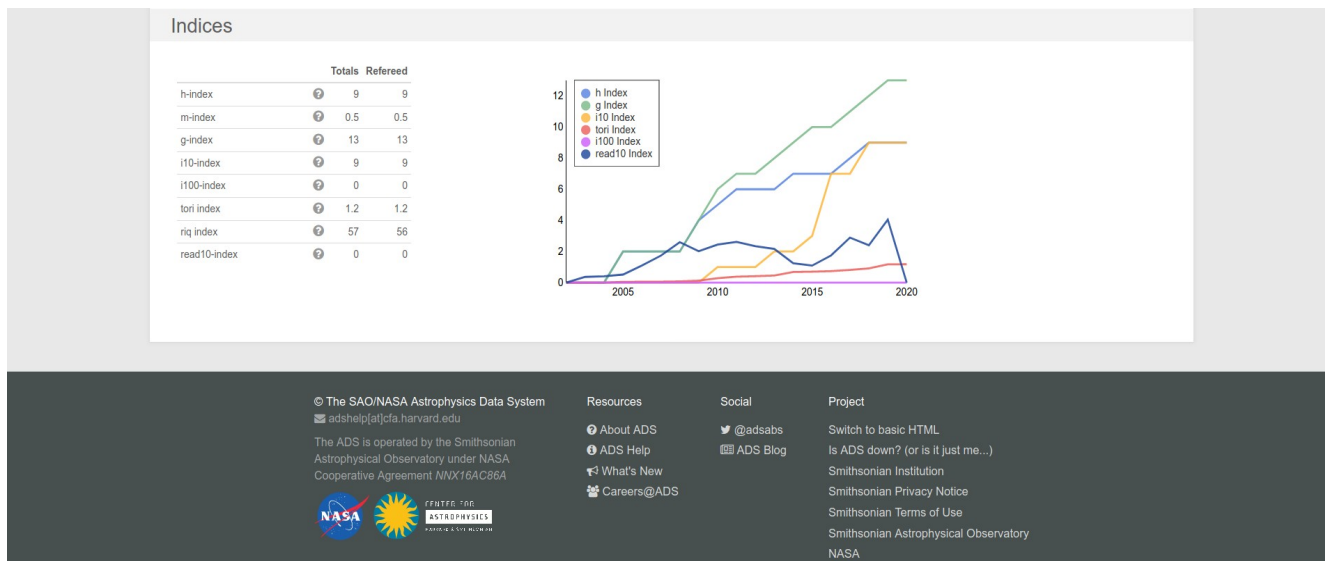 Indices
Totals Refereed
h-index 9 9
m-index 0.5 0.5
g-index 13 13
i10-index 9 9
i100-index 0 0
tori index 1.2 1.2
riq index 57 56
read10-index 0 0
12
10
8
6
4
2
0
h Index
g Index
i10 Index
tori Index
i100 Index
read10 Index
2005 2010 2015 2020
© The SAO/NASA Astrophysics Data System
adshelp[at]cfa.harvard.edu
The ADS is operated by the Smithsonian
Astrophysical Observatory under NASA
Cooperative Agreement NNX16AC86A
NASA
CENTER FOR
ASTROPHYSICS
Resources
About ADS
ADS Help
What's New
Careers@ADS
Social
@adsabs
ADS Blog
Project
Switch to basic HTML
Is ADS down? (or is it just me...)
Smithsonian Institution
Smithsonian Privacy Notice
Smithsonian Terms of Use
Smithsonian Astrophysical Observatory
NASA